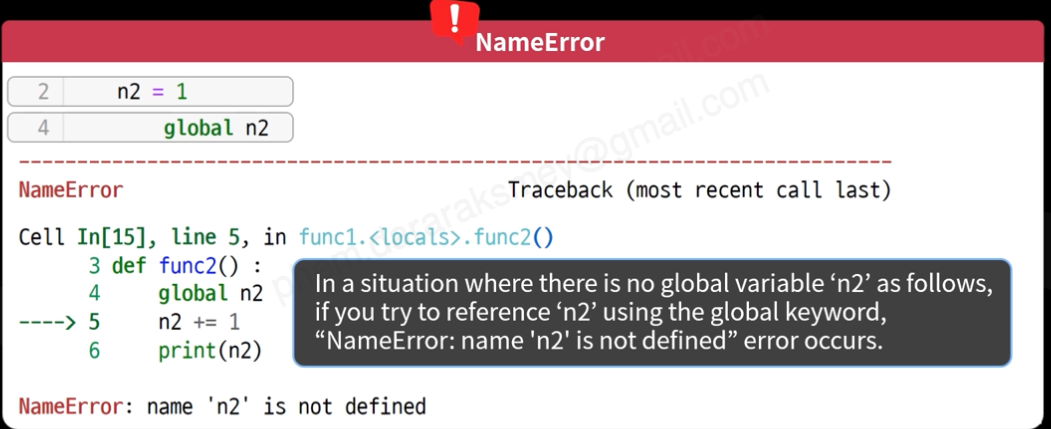 !
NameError
2 n2 = 1
4 global n2
--------------------------------------------------------------------------
NameError Traceback (most recent call last)
Cell In[15], line 5, in func1.<locals>.func2()
3 def func2() :
4 global n2
----> 5 n2 += 1
6 print(n2)
In a situation where there is no global variable ‘n2’ as follows,
if you try to reference ‘n2’ using the global keyword,
“NameError: name 'n2' is not defined” error occurs.
NameError: name 'n2' is not defined